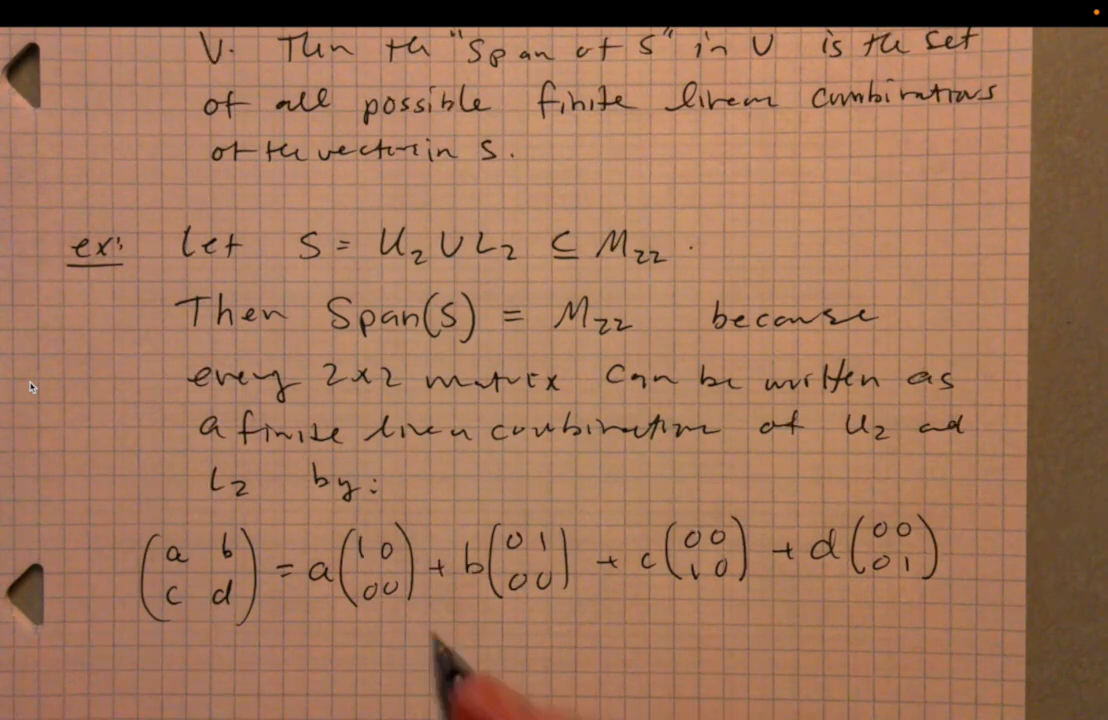 V. Then the "Span of S" in V is the set
of all possible finite linear combinations
of the vectors in S.
ex: Let S = U₂ ∪ L₂ ⊆ M₂₂.
Then Span(S) = M₂₂ because
every 2x2 matrix can be written as
a finite linear combination of U₂ and
L₂ by:
(a b; c d) = a(1 0; 0 0) + b(0 1; 0 0) + c(0 0; 1 0) + d(0 0; 0 1)